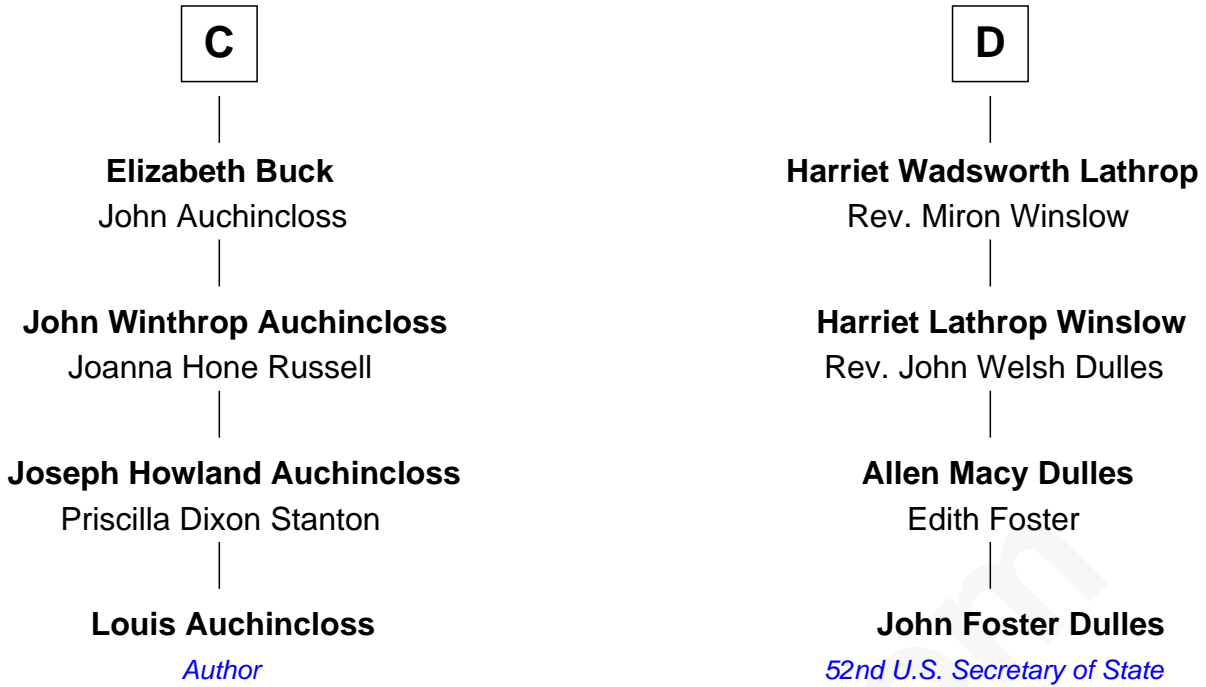 C
Elizabeth Buck
John Auchincloss
John Winthrop Auchincloss
Joanna Hone Russell
Joseph Howland Auchincloss
Priscilla Dixon Stanton
Louis Auchincloss
Author
D
Harriet Wadsworth Lathrop
Rev. Miron Winslow
Harriet Lathrop Winslow
Rev. John Welsh Dulles
Allen Macy Dulles
Edith Foster
John Foster Dulles
52nd U.S. Secretary of State